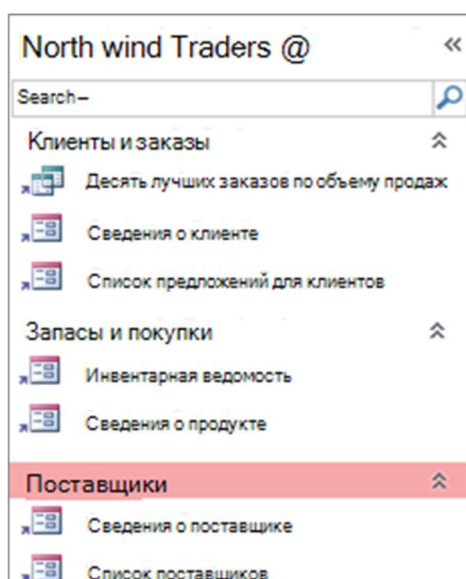 North wind Traders @
Search–
Клиенты и заказы
Десять лучших заказов по объему продаж
Сведения о клиенте
Список предложений для клиентов
Запасы и покупки
Инвентарная ведомость
Сведения о продукте
Поставщики
Сведения о поставщике
Список поставщиков